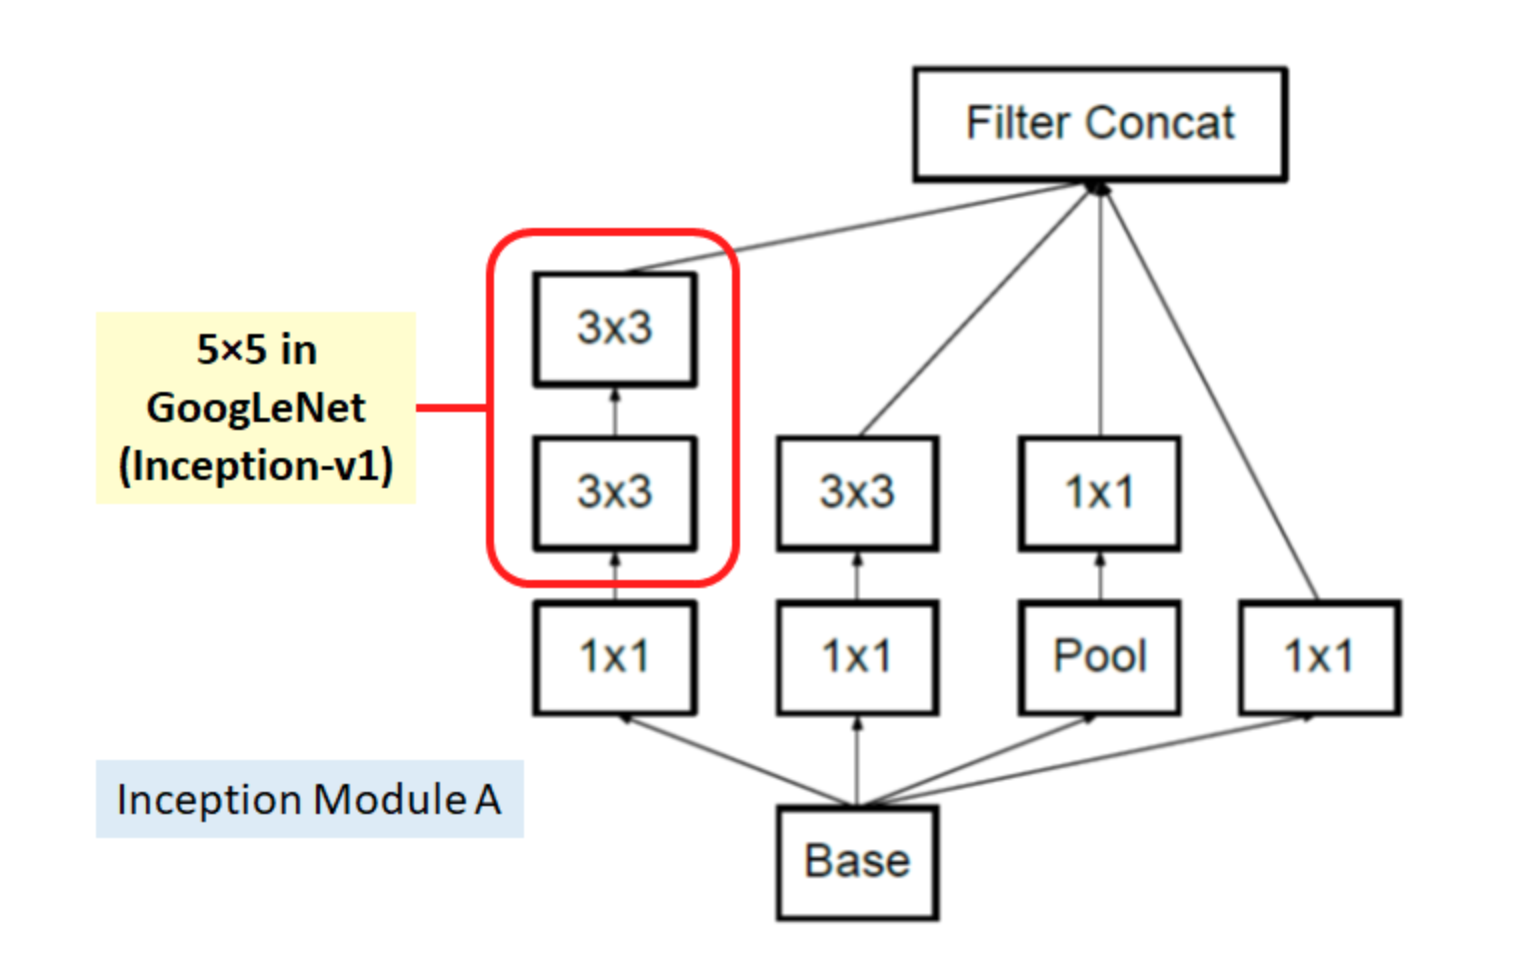 Filter Concat
3x3
5×5 in
GoogLeNet
(Inception-v1)
3x3
3x3
1x1
1x1
1x1
Pool
1x1
Inception Module A
Base